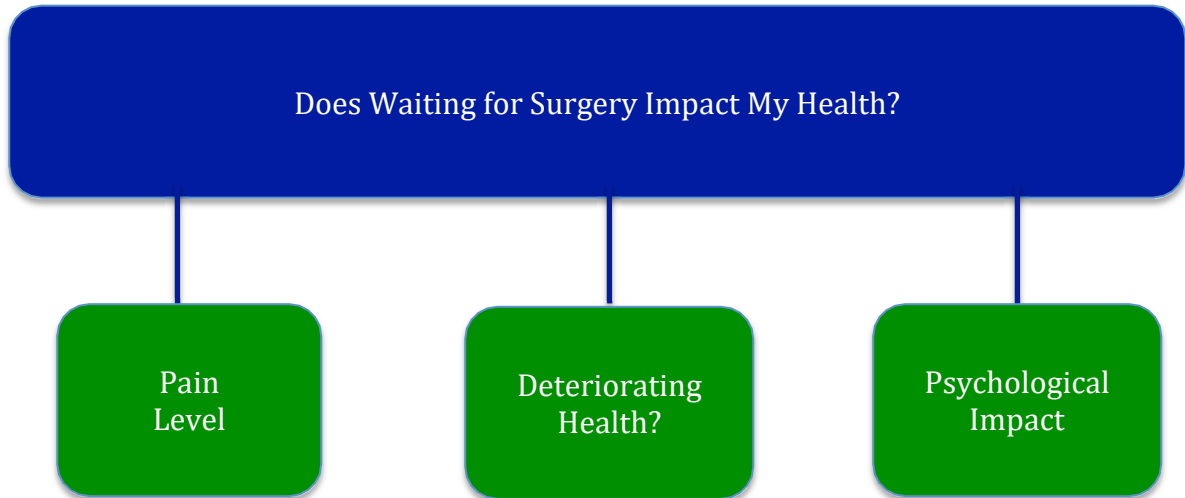 Does Waiting for Surgery Impact My Health?
Pain
Level
Deteriorating
Health?
Psychological
Impact